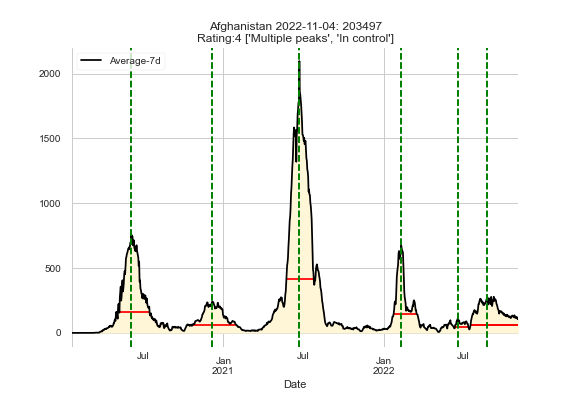 Afghanistan 2022-11-04: 203497
Rating:4 ['Multiple peaks', 'In control']
Average-7d
2000
1500
1000
500
0
Jul
Jan
2021
Jul
Jan
2022
Jul
Date